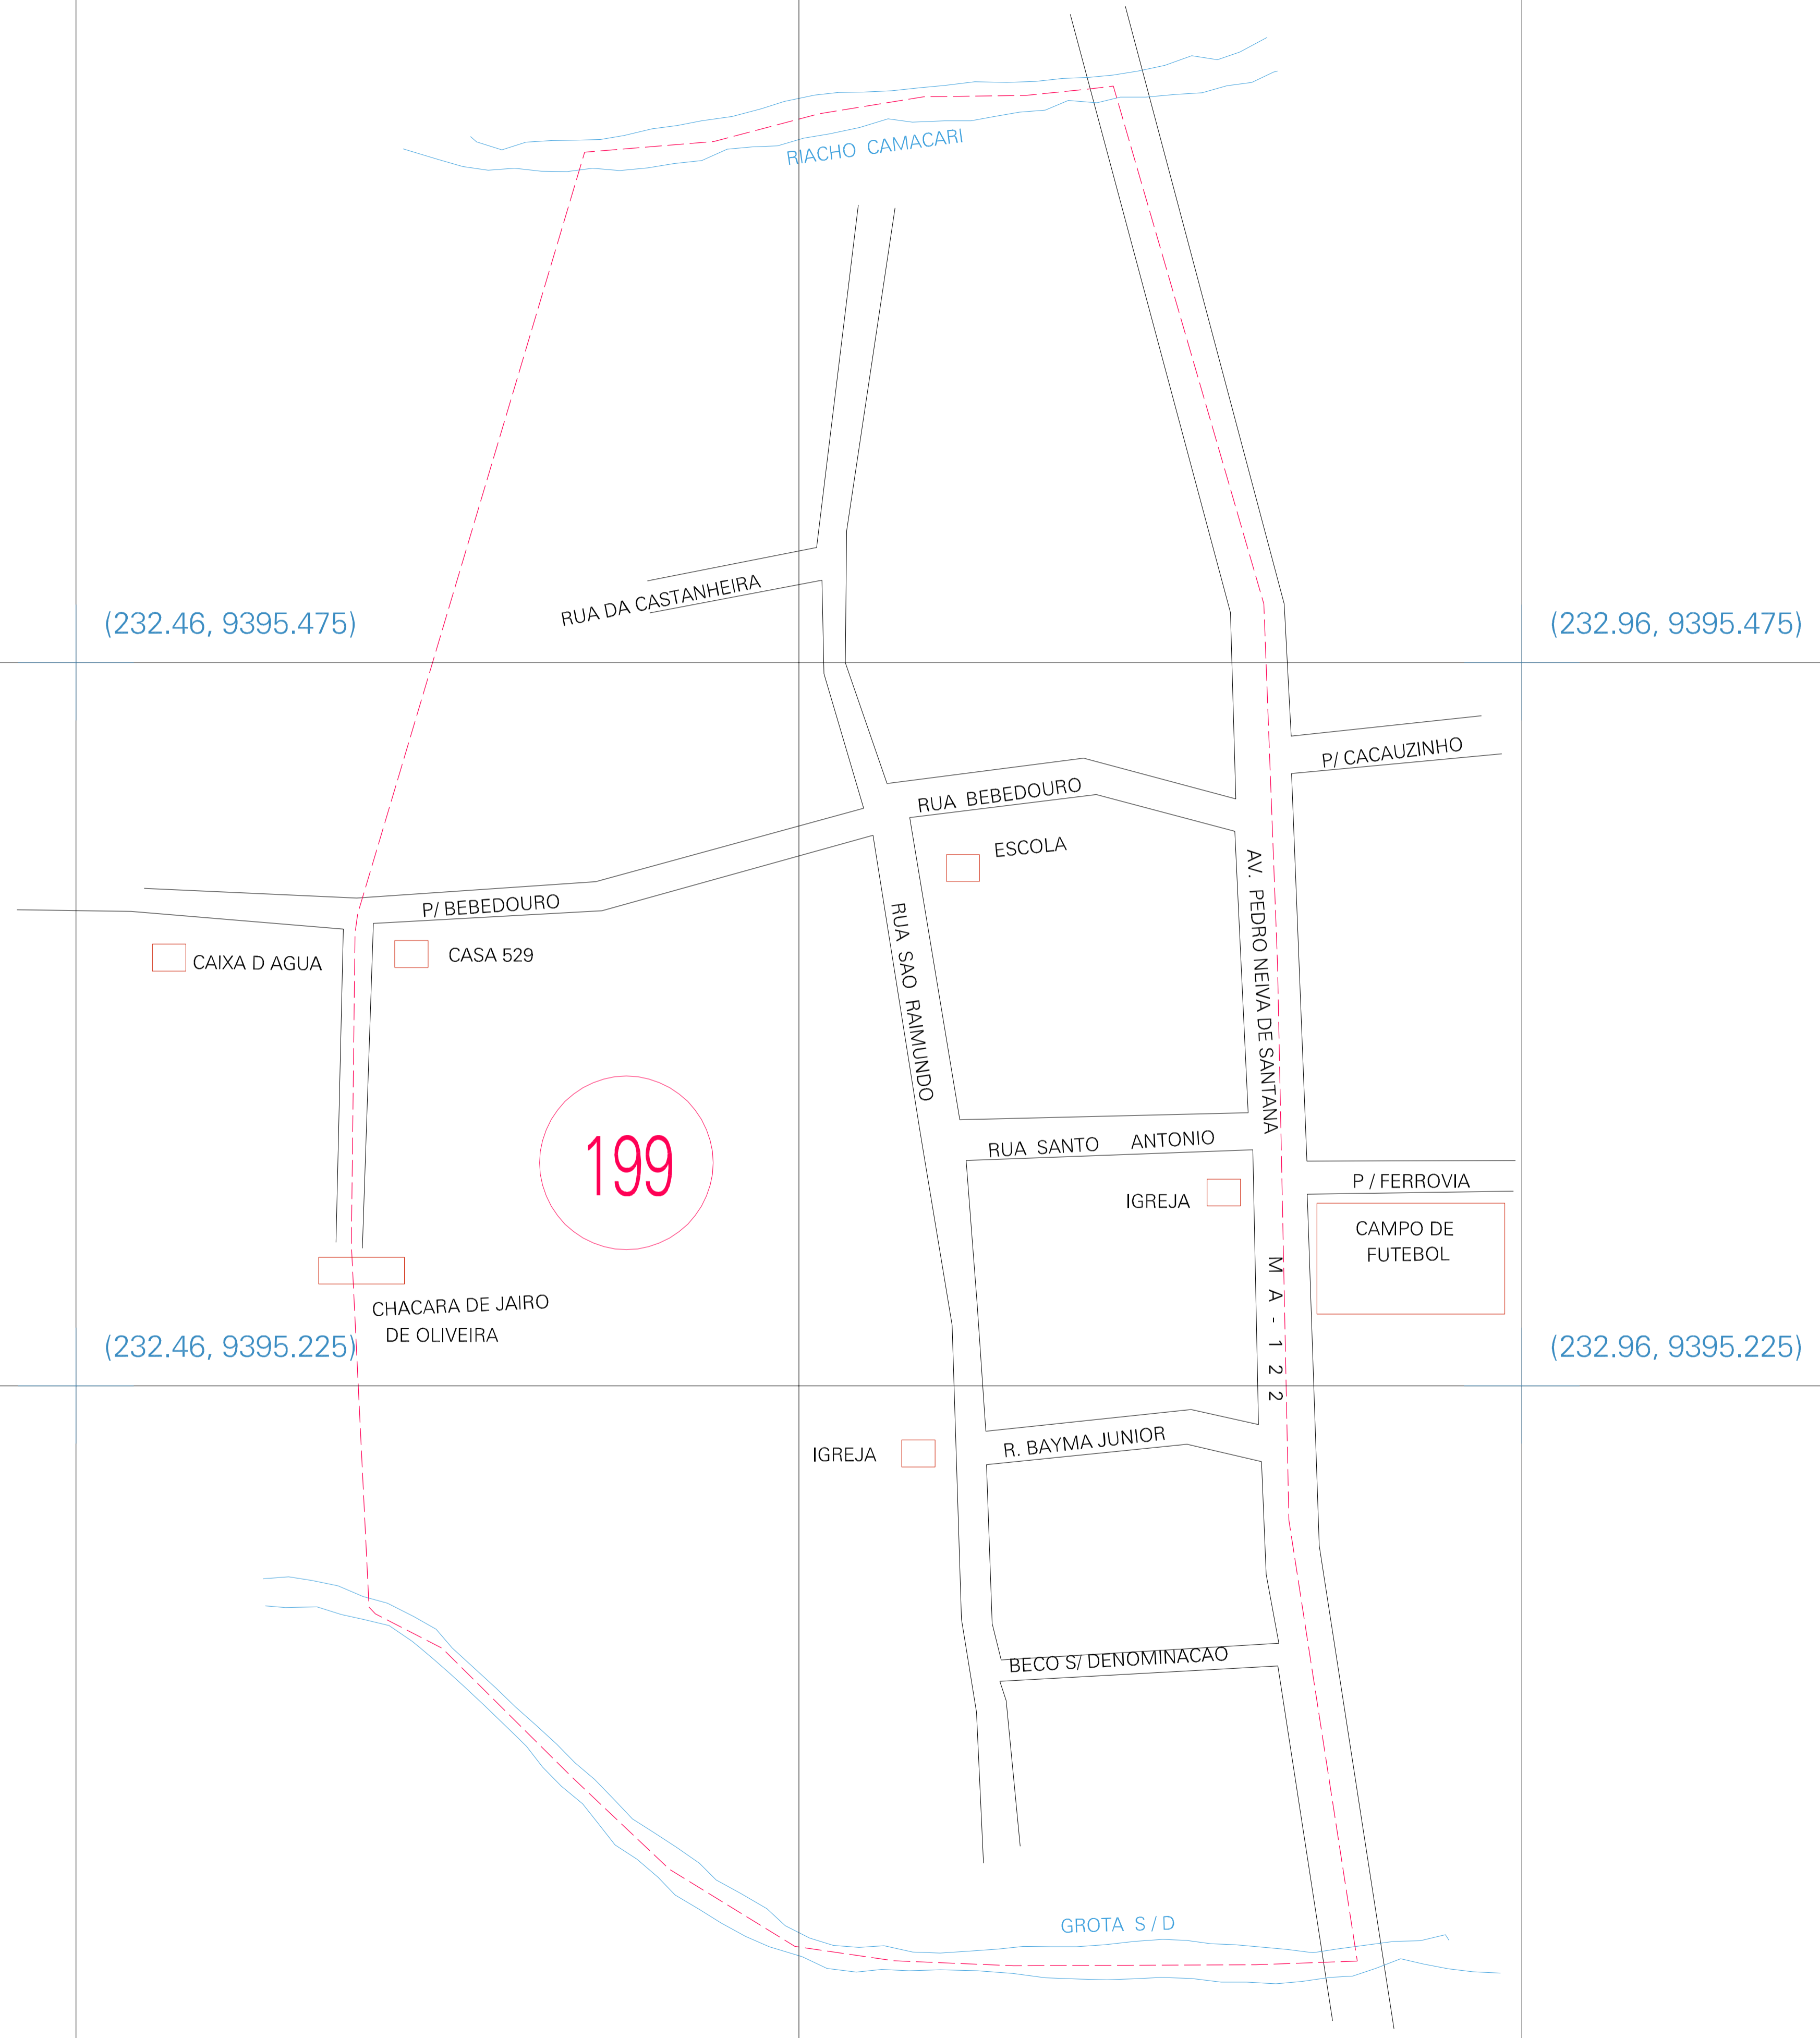 RIACHO CAMACARI
RUA DA CASTANHEIRA
(232.46, 9395.475)
(232.96, 9395.475)
P/ CACAUZINHO
RUA BEBEDOURO
ESCOLA
P/ BEBEDOURO
CAIXA D AGUA
CASA 529
RUA SAO RAIMUNDO
AV. PEDRO NEIVA DE SANTANA
199
RUA SANTO ANTONIO
P / FERROVIA
IGREJA
CAMPO DE
FUTEBOL
MA-122
CHACARA DE JAIRO
DE OLIVEIRA
(232.46, 9395.225)
(232.96, 9395.225)
R. BAYMA JUNIOR
IGREJA
BECO S/ DENOMINACAO
GROTA S / D